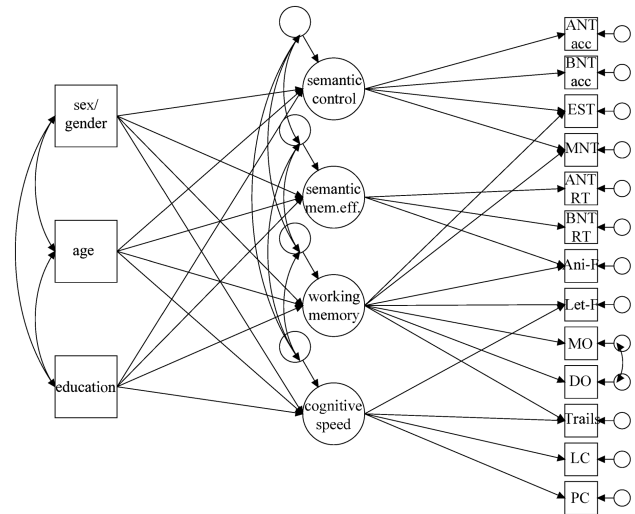 sex/
gender
age
education
semantic
control
semantic
mem.eff.
working
memory
cognitive
speed
ANT
acc
BNT
acc
EST
MNT
ANT
RT
BNT
RT
Ani-F
Let-F
MO
DO
Trails
LC
PC